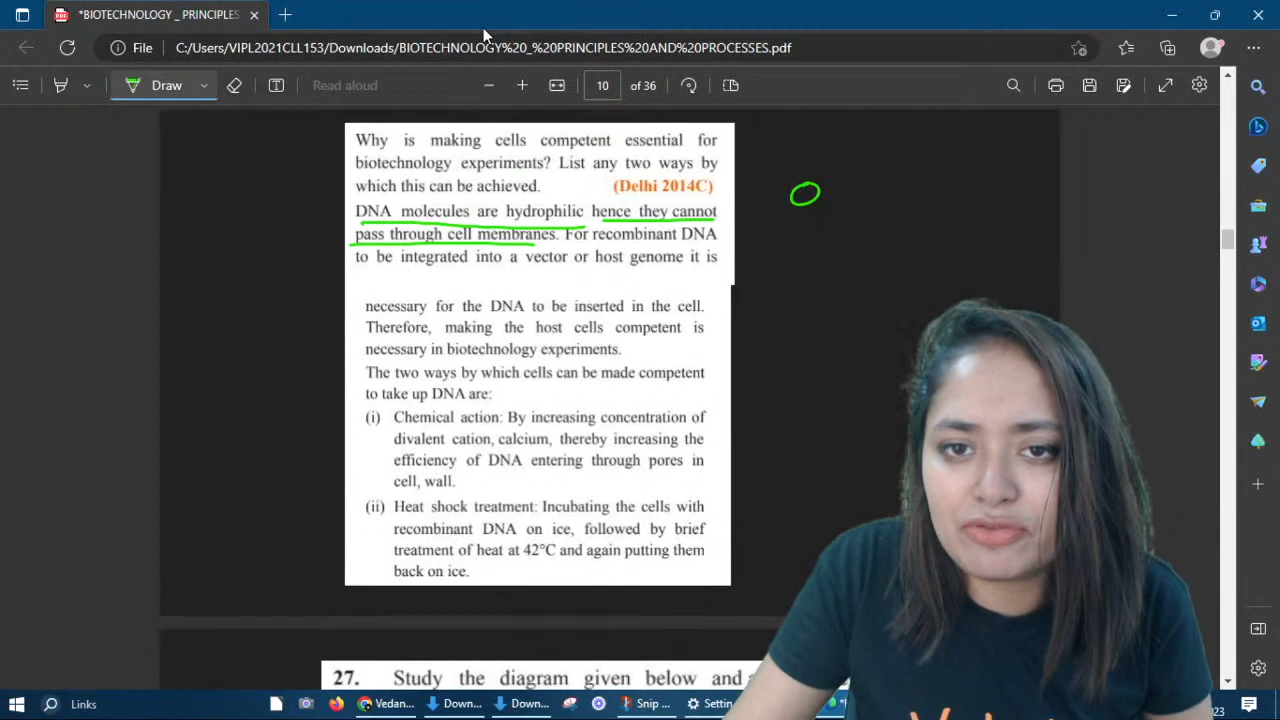 *BIOTECHNOLOGY _ PRINCIPLES
File C:/Users/VIPL2021CLL153/Downloads/BIOTECHNOLOGY%20_%20PRINCIPLES%20AND%20PROCESSES.pdf
Draw Read aloud 10 of 36
Why is making cells competent essential for
biotechnology experiments? List any two ways by
which this can be achieved. (Delhi 2014C)
DNA molecules are hydrophilic hence they cannot
pass through cell membranes. For recombinant DNA
to be integrated into a vector or host genome it is
necessary for the DNA to be inserted in the cell.
Therefore, making the host cells competent is
necessary in biotechnology experiments.
The two ways by which cells can be made competent
to take up DNA are:
(i) Chemical action: By increasing concentration of
divalent cation, calcium, thereby increasing the
efficiency of DNA entering through pores in
cell, wall.
(ii) Heat shock treatment: Incubating the cells with
recombinant DNA on ice, followed by brief
treatment of heat at 42°C and again putting them
back on ice.
27. Study the diagram given below and
Links Vedan... Down... Down... Snip ... Settin 23